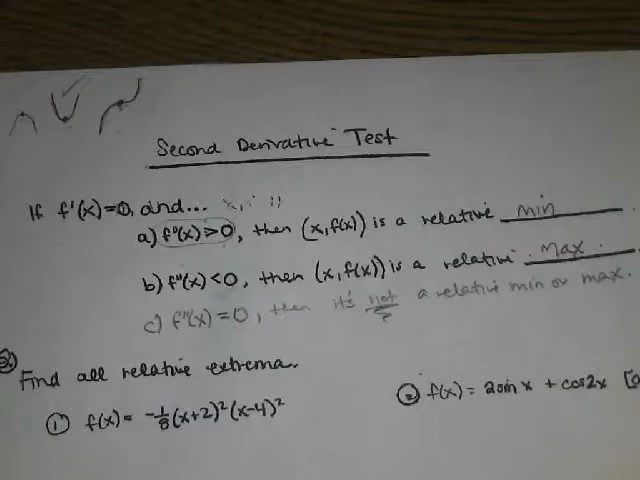 Second Derivative Test
If f'(x)=0, and...
a) f"(x)>0, then (x, f(x)) is a relative min
b) f"(x)<0, then (x, f(x)) is a relative max.
c) f"(x)=0, then it's not a relative min or max.
Find all relative extrema.
① f(x)= -1/8(x+2)²(x-4)²
② f(x)= 2sin x + cos2x [0